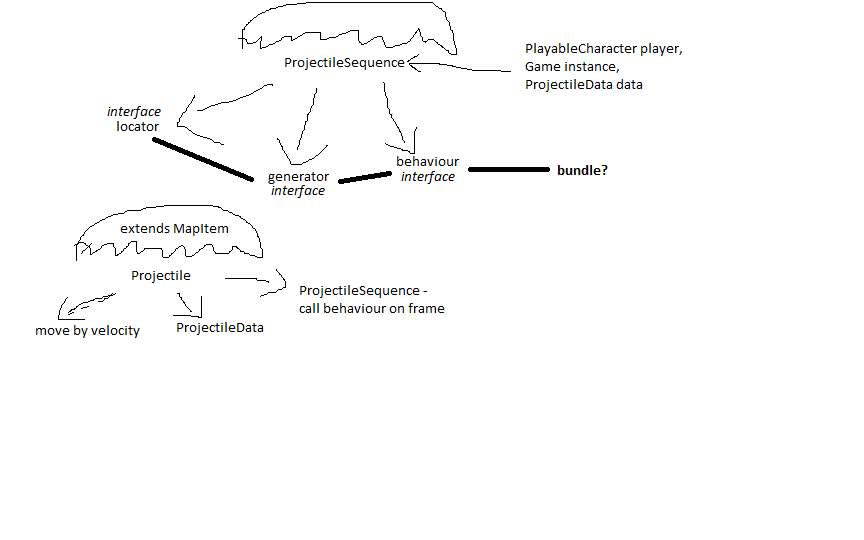 ProjectileSequence
PlayableCharacter player,
Game instance,
ProjectileData data
interface
locator
generator
interface
behaviour
interface
bundle?
extends MapItem
Projectile
ProjectileSequence -
call behaviour on frame
move by velocity
ProjectileData